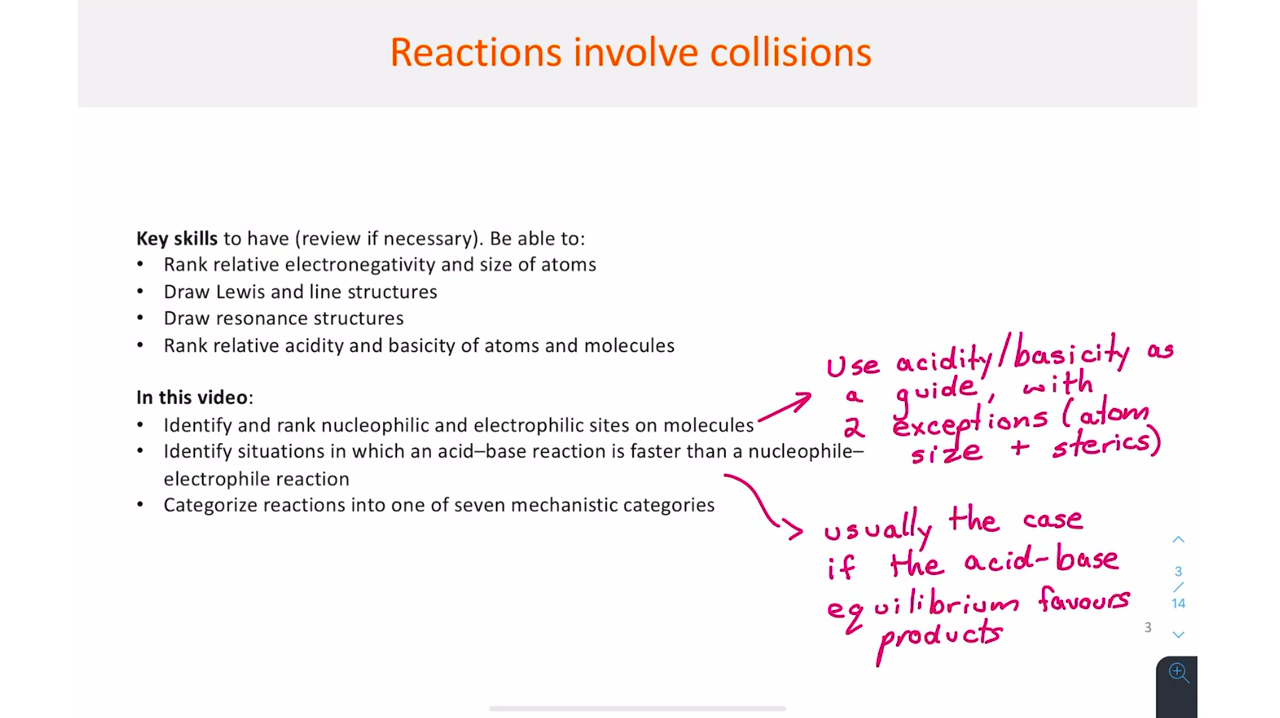 Reactions involve collisions
Key skills to have (review if necessary). Be able to:
• Rank relative electronegativity and size of atoms
• Draw Lewis and line structures
• Draw resonance structures
• Rank relative acidity and basicity of atoms and molecules
In this video:
• Identify and rank nucleophilic and electrophilic sites on molecules
• Identify situations in which an acid–base reaction is faster than a nucleophile–
electrophile reaction
• Categorize reactions into one of seven mechanistic categories
Use acidity/basicity as
a guide, with
2 exceptions (atom
size + sterics)
usually the case
if the acid-base
equilibrium favours
products
3
/
14
3